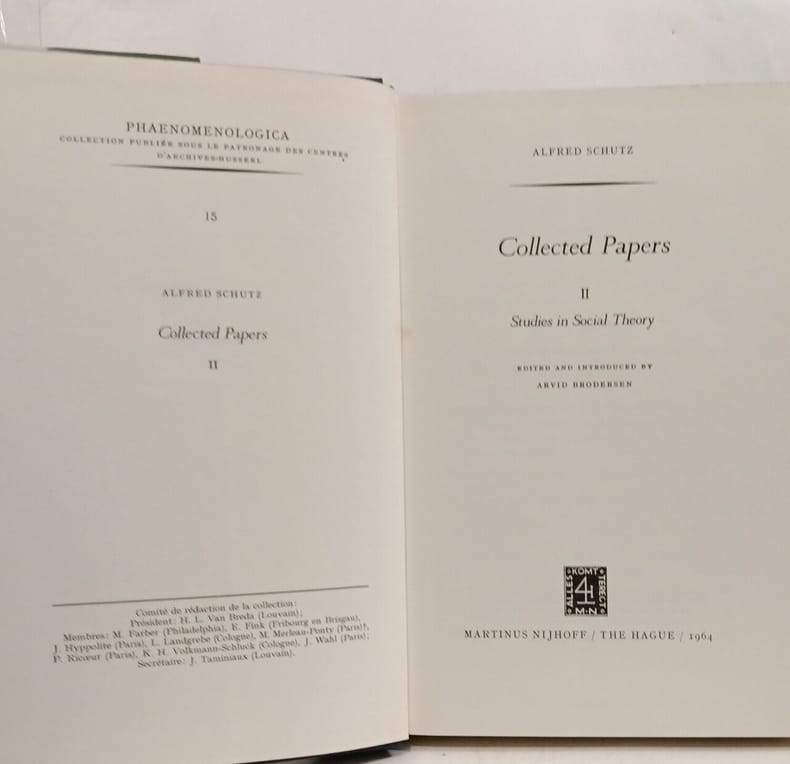 PHAENOMENOLOGICA
COLLECTION PUBLIÉE SOUS LE PATRONAGE DES CENTRES
D'ARCHIVES-HUSSERL
15
ALFRED SCHUTZ
Collected Papers
II
Comité de rédaction de la collection:
Président: H. L. Van Breda (Louvain);
Membres: M. Farber (Philadelphia), E. Fink (Fribourg en Brisgau),
J. Hyppolite (Paris), L. Landgrebe (Cologne), M. Merleau-Ponty (Paris)†,
P. Ricœur (Paris), K. H. Volkmann-Schluck (Cologne), J. Wahl (Paris);
Secrétaire: J. Taminiaux (Louvain).
ALFRED SCHUTZ
Collected Papers
II
Studies in Social Theory
EDITED AND INTRODUCED BY
ARVID BRODERSEN
ALLES KOMT TERECHT
M·N
MARTINUS NIJHOFF / THE HAGUE / 1964